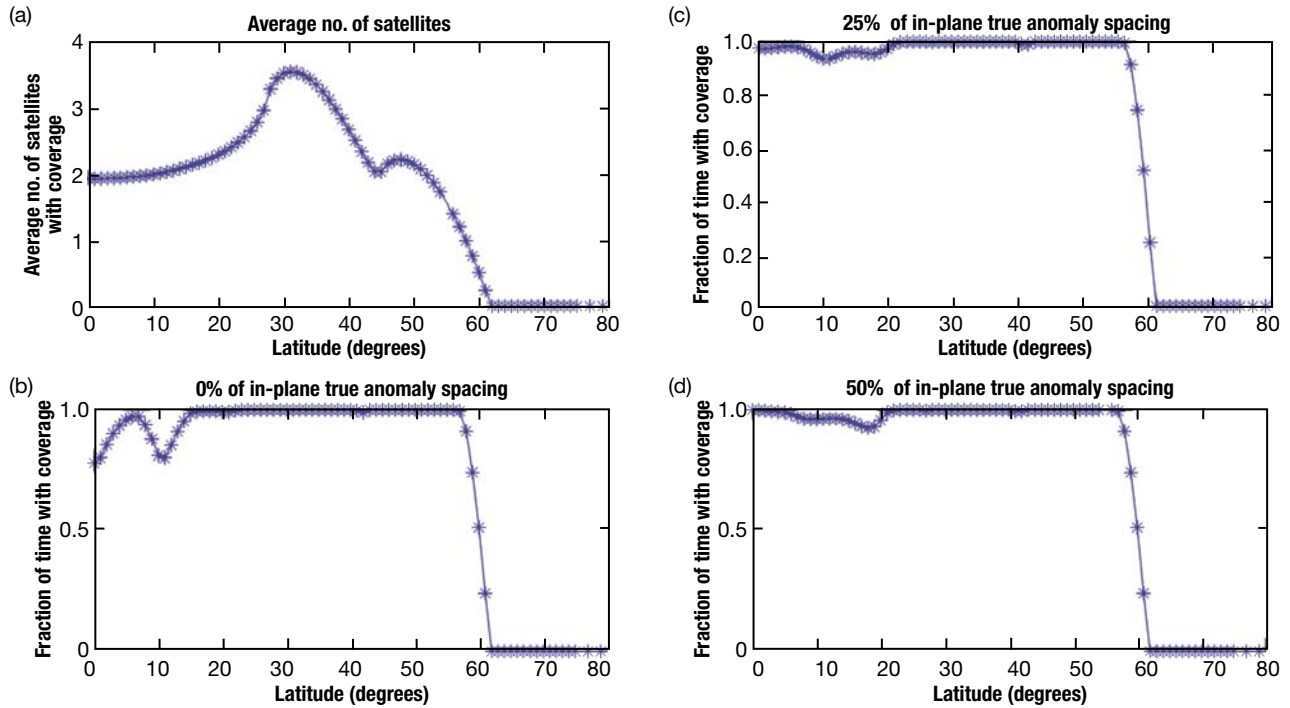 (a)
Average no. of satellites
Average no. of satellites
with coverage
4
3
2
1
0
0 10 20 30 40 50 60 70 80
Latitude (degrees)
(b)
0% of in-plane true anomaly spacing
Fraction of time with coverage
1.0
0.5
0
0 10 20 30 40 50 60 70 80
Latitude (degrees)
(c)
25% of in-plane true anomaly spacing
Fraction of time with coverage
1.0
0.8
0.6
0.4
0.2
0
0 10 20 30 40 50 60 70 80
Latitude (degrees)
(d)
50% of in-plane true anomaly spacing
Fraction of time with coverage
1.0
0.5
0
0 10 20 30 40 50 60 70 80
Latitude (degrees)